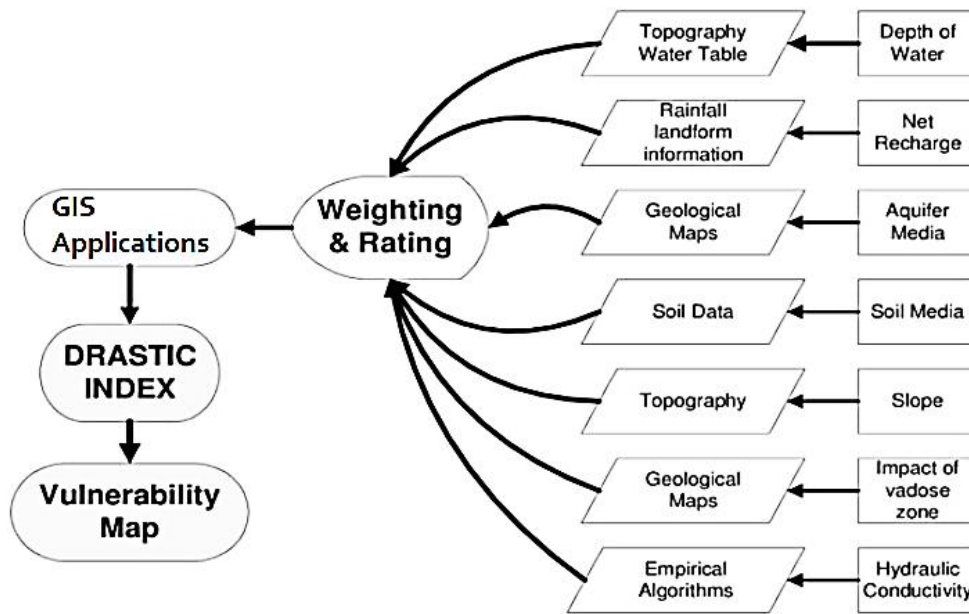 Topography
Water Table
Depth of
Water
Rainfall
landform
information
Net
Recharge
GIS
Applications
Weighting
& Rating
Geological
Maps
Aquifer
Media
Soil Data
Soil Media
DRASTIC
INDEX
Topography
Slope
Vulnerability
Map
Geological
Maps
Impact of
vadose
zone
Empirical
Algorithms
Hydraulic
Conductivity